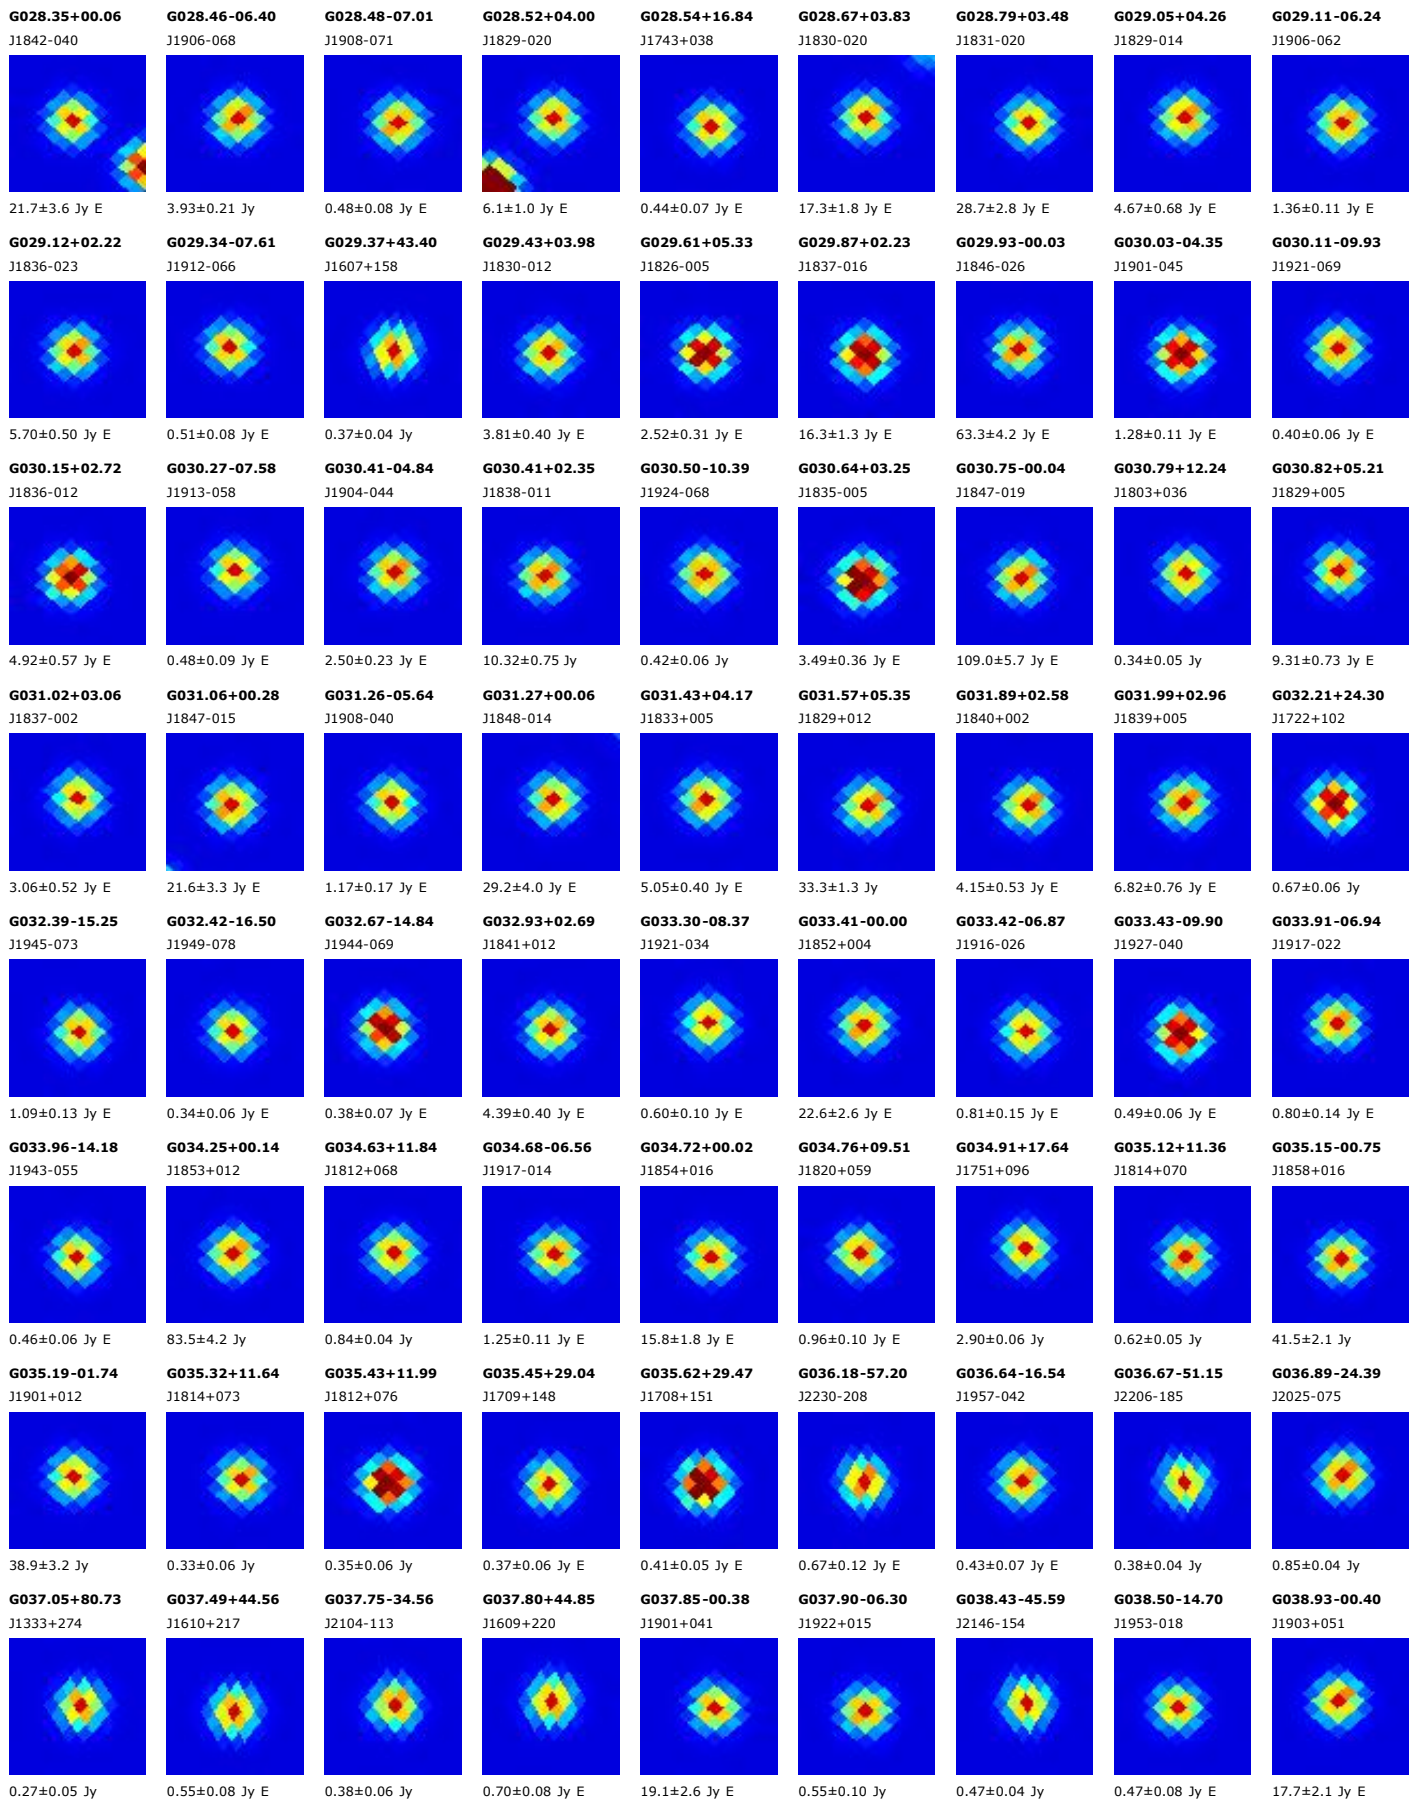 G028.35+00.06 G028.46-06.40 G028.48-07.01 G028.52+04.00 G028.54+16.84 G028.67+03.83 G028.79+03.48 G029.05+04.26 G029.11-06.24
J1842-040 J1906-068 J1908-071 J1829-020 J1743+038 J1830-020 J1831-020 J1829-014 J1906-062
21.7±3.6 Jy E 3.93±0.21 Jy 0.48±0.08 Jy E 6.1±1.0 Jy E 0.44±0.07 Jy E 17.3±1.8 Jy E 28.7±2.8 Jy E 4.67±0.68 Jy E 1.36±0.11 Jy E
G029.12+02.22 G029.34-07.61 G029.37+43.40 G029.43+03.98 G029.61+05.33 G029.87+02.23 G029.93-00.03 G030.03-04.35 G030.11-09.93
J1836-023 J1912-066 J1607+158 J1830-012 J1826-005 J1837-016 J1846-026 J1901-045 J1921-069
5.70±0.50 Jy E 0.51±0.08 Jy E 0.37±0.04 Jy 3.81±0.40 Jy E 2.52±0.31 Jy E 16.3±1.3 Jy E 63.3±4.2 Jy E 1.28±0.11 Jy E 0.40±0.06 Jy E
G030.15+02.72 G030.27-07.58 G030.41-04.84 G030.41+02.35 G030.50-10.39 G030.64+03.25 G030.75-00.04 G030.79+12.24 G030.82+05.21
J1836-012 J1913-058 J1904-044 J1838-011 J1924-068 J1835-005 J1847-019 J1803+036 J1829+005
4.92±0.57 Jy E 0.48±0.09 Jy E 2.50±0.23 Jy E 10.32±0.75 Jy 0.42±0.06 Jy 3.49±0.36 Jy E 109.0±5.7 Jy E 0.34±0.05 Jy 9.31±0.73 Jy E
G031.02+03.06 G031.06+00.28 G031.26-05.64 G031.27+00.06 G031.43+04.17 G031.57+05.35 G031.89+02.58 G031.99+02.96 G032.21+24.30
J1837-002 J1847-015 J1908-040 J1848-014 J1833+005 J1829+012 J1840+002 J1839+005 J1722+102
3.06±0.52 Jy E 21.6±3.3 Jy E 1.17±0.17 Jy E 29.2±4.0 Jy E 5.05±0.40 Jy E 33.3±1.3 Jy 4.15±0.53 Jy E 6.82±0.76 Jy E 0.67±0.06 Jy
G032.39-15.25 G032.42-16.50 G032.67-14.84 G032.93+02.69 G033.30-08.37 G033.41-00.00 G033.42-06.87 G033.43-09.90 G033.91-06.94
J1945-073 J1949-078 J1944-069 J1841+012 J1921-034 J1852+004 J1916-026 J1927-040 J1917-022
1.09±0.13 Jy E 0.34±0.06 Jy E 0.38±0.07 Jy E 4.39±0.40 Jy E 0.60±0.10 Jy E 22.6±2.6 Jy E 0.81±0.15 Jy E 0.49±0.06 Jy E 0.80±0.14 Jy E
G033.96-14.18 G034.25+00.14 G034.63+11.84 G034.68-06.56 G034.72+00.02 G034.76+09.51 G034.91+17.64 G035.12+11.36 G035.15-00.75
J1943-055 J1853+012 J1812+068 J1917-014 J1854+016 J1820+059 J1751+096 J1814+070 J1858+016
0.46±0.06 Jy E 83.5±4.2 Jy 0.84±0.04 Jy 1.25±0.11 Jy E 15.8±1.8 Jy E 0.96±0.10 Jy E 2.90±0.06 Jy 0.62±0.05 Jy 41.5±2.1 Jy
G035.19-01.74 G035.32+11.64 G035.43+11.99 G035.45+29.04 G035.62+29.47 G036.18-57.20 G036.64-16.54 G036.67-51.15 G036.89-24.39
J1901+012 J1814+073 J1812+076 J1709+148 J1708+151 J2230-208 J1957-042 J2206-185 J2025-075
38.9±3.2 Jy 0.33±0.06 Jy 0.35±0.06 Jy 0.37±0.06 Jy E 0.41±0.05 Jy E 0.67±0.12 Jy E 0.43±0.07 Jy E 0.38±0.04 Jy 0.85±0.04 Jy
G037.05+80.73 G037.49+44.56 G037.75-34.56 G037.80+44.85 G037.85-00.38 G037.90-06.30 G038.43-45.59 G038.50-14.70 G038.93-00.40
J1333+274 J1610+217 J2104-113 J1609+220 J1901+041 J1922+015 J2146-154 J1953-018 J1903+051
0.27±0.05 Jy 0.55±0.08 Jy E 0.38±0.06 Jy 0.70±0.08 Jy E 19.1±2.6 Jy E 0.55±0.10 Jy 0.47±0.04 Jy 0.47±0.08 Jy E 17.7±2.1 Jy E